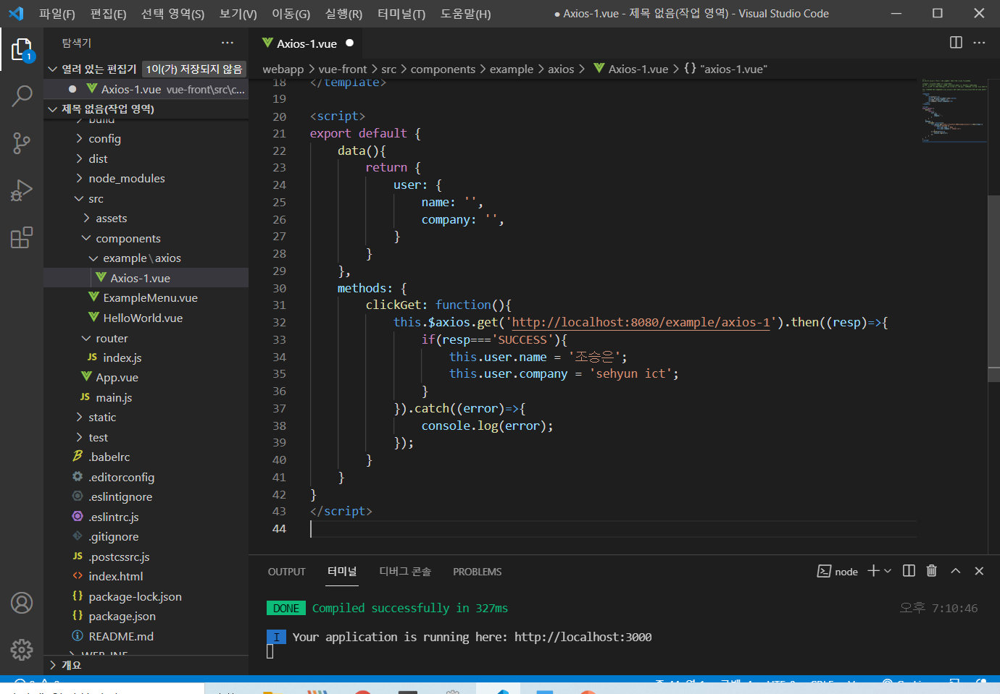 파일(F) 편집(E) 선택 영역(S) 보기(V) 이동(G) 실행(R) 터미널(T) 도움말(H) ● Axios-1.vue - 제목 없음(작업 영역) - Visual Studio Code
탐색기 ···
Axios-1.vue ●
1
열려 있는 편집기 1이(가) 저장되지 않음
webapp > vue-front > src > components > example > axios > Axios-1.vue > {} "axios-1.vue"
● Axios-1.vue vue-front\src\c...
제목 없음(작업 영역)
build
config
dist
node_modules
src
assets
components
example\axios
Axios-1.vue
ExampleMenu.vue
HelloWorld.vue
router
JS index.js
App.vue
JS main.js
static
test
.babelrc
.editorconfig
.eslintignore
.eslintrc.js
.gitignore
JS .postcssrc.js
<> index.html
{} package-lock.json
{} package.json
README.md
WEB-INF
개요
18 </template>
19
20 <script>
21 export default {
22 data(){
23 return {
24 user: {
25 name: '',
26 company: '',
27 }
28 }
29 },
30 methods: {
31 clickGet: function(){
32 this.$axios.get('http://localhost:8080/example/axios-1').then((resp)=>{
33 if(resp==='SUCCESS'){
34 this.user.name = '조승은';
35 this.user.company = 'sehyun ict';
36 }
37 }).catch((error)=>{
38 console.log(error);
39 });
40 }
41 }
42 }
43 </script>
44
OUTPUT 터미널 디버그 콘솔 PROBLEMS node
DONE Compiled successfully in 327ms 오후 7:10:46
I Your application is running here: http://localhost:3000